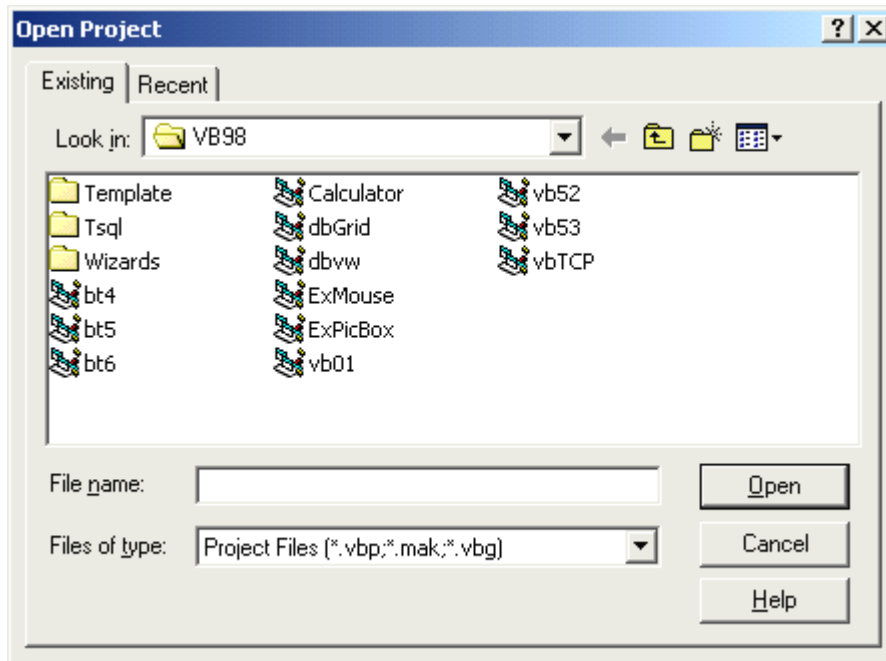 Open Project
Existing Recent
Look in: VB98
Template Calculator vb52
Tsql dbGrid vb53
Wizards dbvw vbTCP
bt4 ExMouse
bt5 ExPicBox
bt6 vb01
File name: Open
Files of type: Project Files (*.vbp;*.mak;*.vbg) Cancel
Help